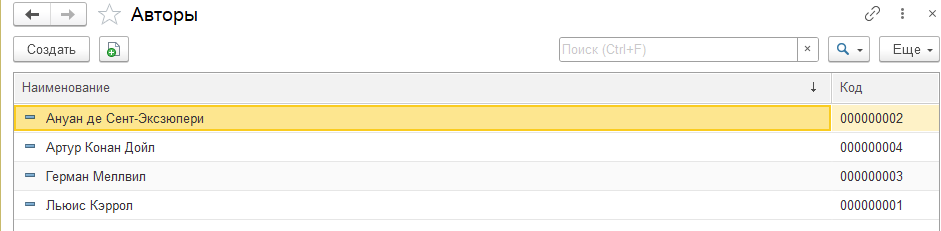 Авторы
Создать
Поиск (Ctrl+F)
×
Еще
Наименование ↓ Код
Ануан де Сент-Эксзюпери 000000002
Артур Конан Дойл 000000004
Герман Меллвил 000000003
Льюис Кэррол 000000001